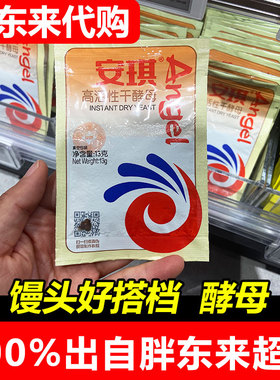 东来代购
安琪
Angel
高活性干酵母
INSTANT DRY YEAST
净含量:13克
Net Weight:13g
馒头好搭档 酵母
00%出自胖东来超